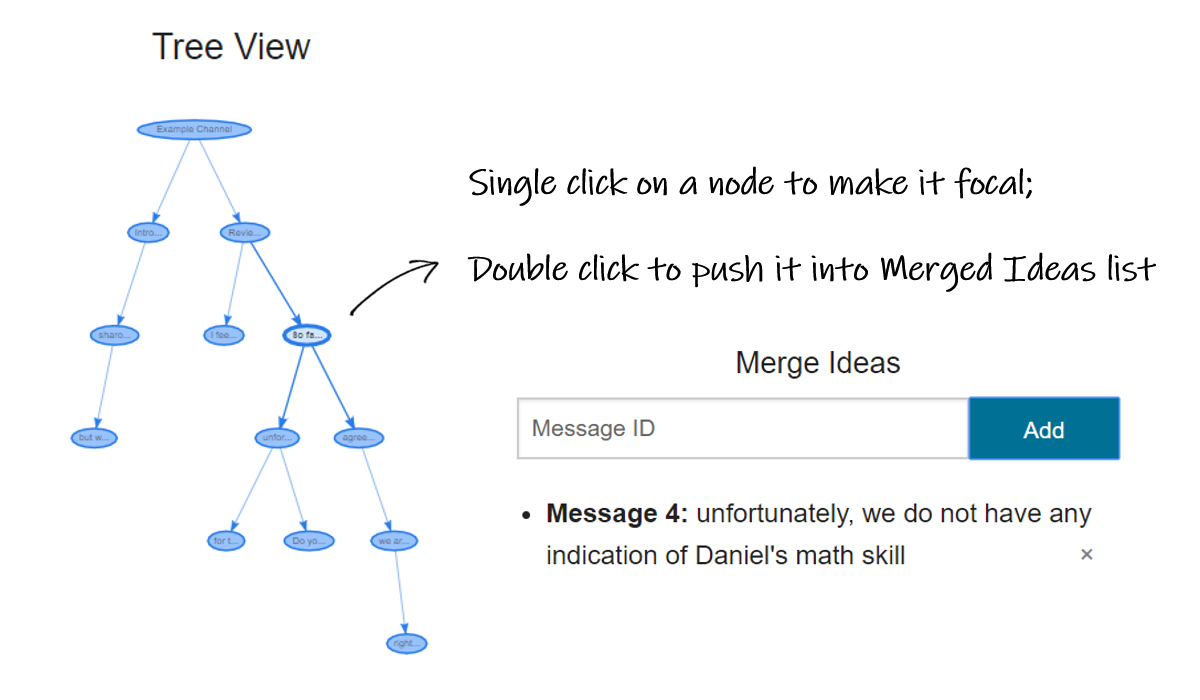 Tree View
Example Channel
Single click on a node to make it focal;
Intro...
Revie...
Double click to push it into Merged Ideas list
sharo...
I fee...
So fa...
Merge Ideas
Message ID
Add
but w...
unfor...
agree...
• Message 4: unfortunately, we do not have any
indication of Daniel's math skill ×
for t...
Do yo...
we ar...
right...